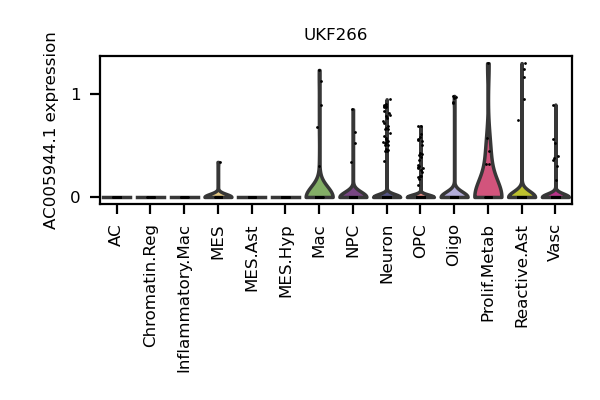 UKF266
AC005944.1 expression
1
0
AC
Chromatin.Reg
Inflammatory.Mac
MES
MES.Ast
MES.Hyp
Mac
NPC
Neuron
OPC
Oligo
Prolif.Metab
Reactive.Ast
Vasc